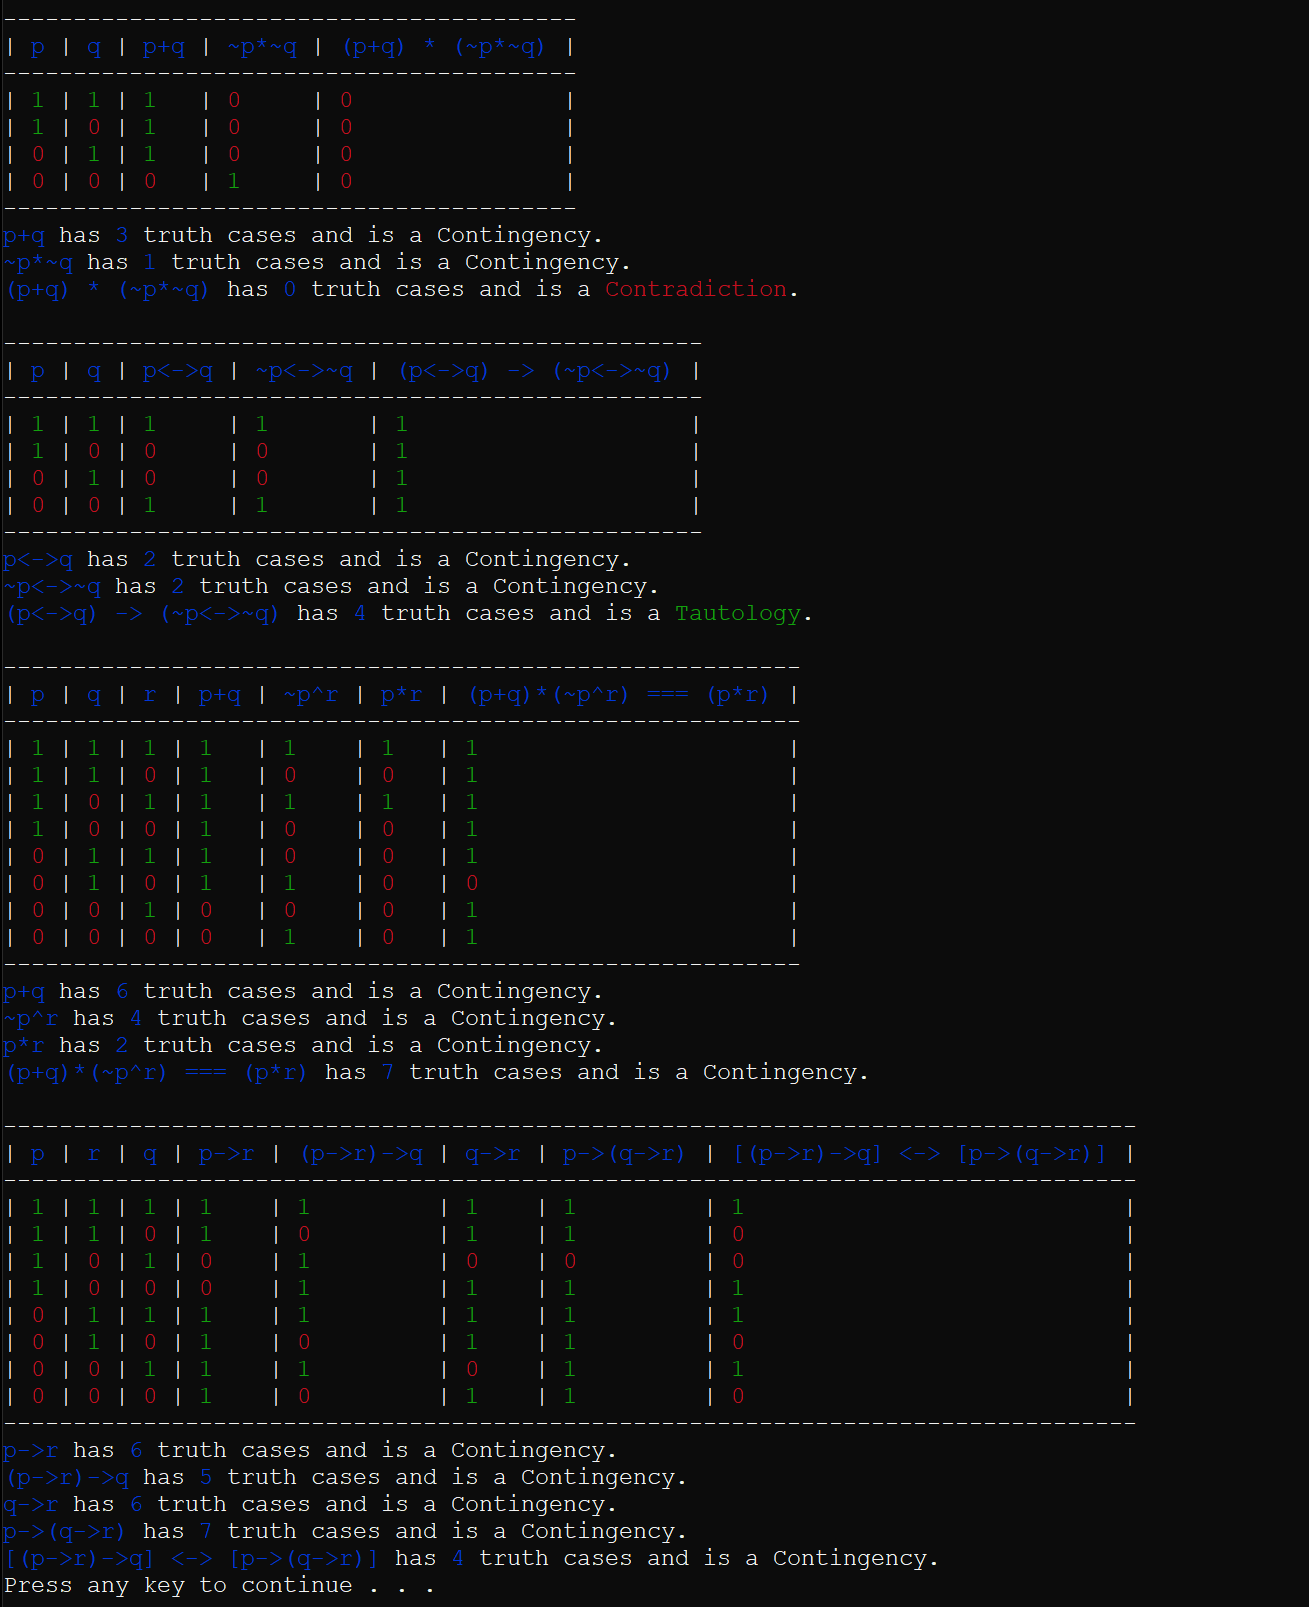 -----------------------------------------
| p | q | p+q | ~p*~q | (p+q) * (~p*~q) |
-----------------------------------------
| 1 | 1 | 1   | 0     | 0               |
| 1 | 0 | 1   | 0     | 0               |
| 0 | 1 | 1   | 0     | 0               |
| 0 | 0 | 0   | 1     | 0               |
-----------------------------------------
p+q has 3 truth cases and is a Contingency.
~p*~q has 1 truth cases and is a Contingency.
(p+q) * (~p*~q) has 0 truth cases and is a Contradiction.

--------------------------------------------------
| p | q | p<->q | ~p<->~q | (p<->q) -> (~p<->~q) |
--------------------------------------------------
| 1 | 1 | 1     | 1       | 1                    |
| 1 | 0 | 0     | 0       | 1                    |
| 0 | 1 | 0     | 0       | 1                    |
| 0 | 0 | 1     | 1       | 1                    |
--------------------------------------------------
p<->q has 2 truth cases and is a Contingency.
~p<->~q has 2 truth cases and is a Contingency.
(p<->q) -> (~p<->~q) has 4 truth cases and is a Tautology.

---------------------------------------------------------
| p | q | r | p+q | ~p^r | p*r | (p+q)*(~p^r) === (p*r) |
---------------------------------------------------------
| 1 | 1 | 1 | 1   | 1    | 1   | 1                      |
| 1 | 1 | 0 | 1   | 0    | 0   | 1                      |
| 1 | 0 | 1 | 1   | 1    | 1   | 1                      |
| 1 | 0 | 0 | 1   | 0    | 0   | 1                      |
| 0 | 1 | 1 | 1   | 0    | 0   | 1                      |
| 0 | 1 | 0 | 1   | 1    | 0   | 0                      |
| 0 | 0 | 1 | 0   | 0    | 0   | 1                      |
| 0 | 0 | 0 | 0   | 1    | 0   | 1                      |
---------------------------------------------------------
p+q has 6 truth cases and is a Contingency.
~p^r has 4 truth cases and is a Contingency.
p*r has 2 truth cases and is a Contingency.
(p+q)*(~p^r) === (p*r) has 7 truth cases and is a Contingency.

---------------------------------------------------------------------------------
| p | r | q | p->r | (p->r)->q | q->r | p->(q->r) | [(p->r)->q] <-> [p->(q->r)] |
---------------------------------------------------------------------------------
| 1 | 1 | 1 | 1    | 1         | 1    | 1         | 1                           |
| 1 | 1 | 0 | 1    | 0         | 1    | 1         | 0                           |
| 1 | 0 | 1 | 0    | 1         | 0    | 0         | 0                           |
| 1 | 0 | 0 | 0    | 1         | 1    | 1         | 1                           |
| 0 | 1 | 1 | 1    | 1         | 1    | 1         | 1                           |
| 0 | 1 | 0 | 1    | 0         | 1    | 1         | 0                           |
| 0 | 0 | 1 | 1    | 1         | 0    | 1         | 1                           |
| 0 | 0 | 0 | 1    | 0         | 1    | 1         | 0                           |
---------------------------------------------------------------------------------
p->r has 6 truth cases and is a Contingency.
(p->r)->q has 5 truth cases and is a Contingency.
q->r has 6 truth cases and is a Contingency.
p->(q->r) has 7 truth cases and is a Contingency.
[(p->r)->q] <-> [p->(q->r)] has 4 truth cases and is a Contingency.
Press any key to continue . . .